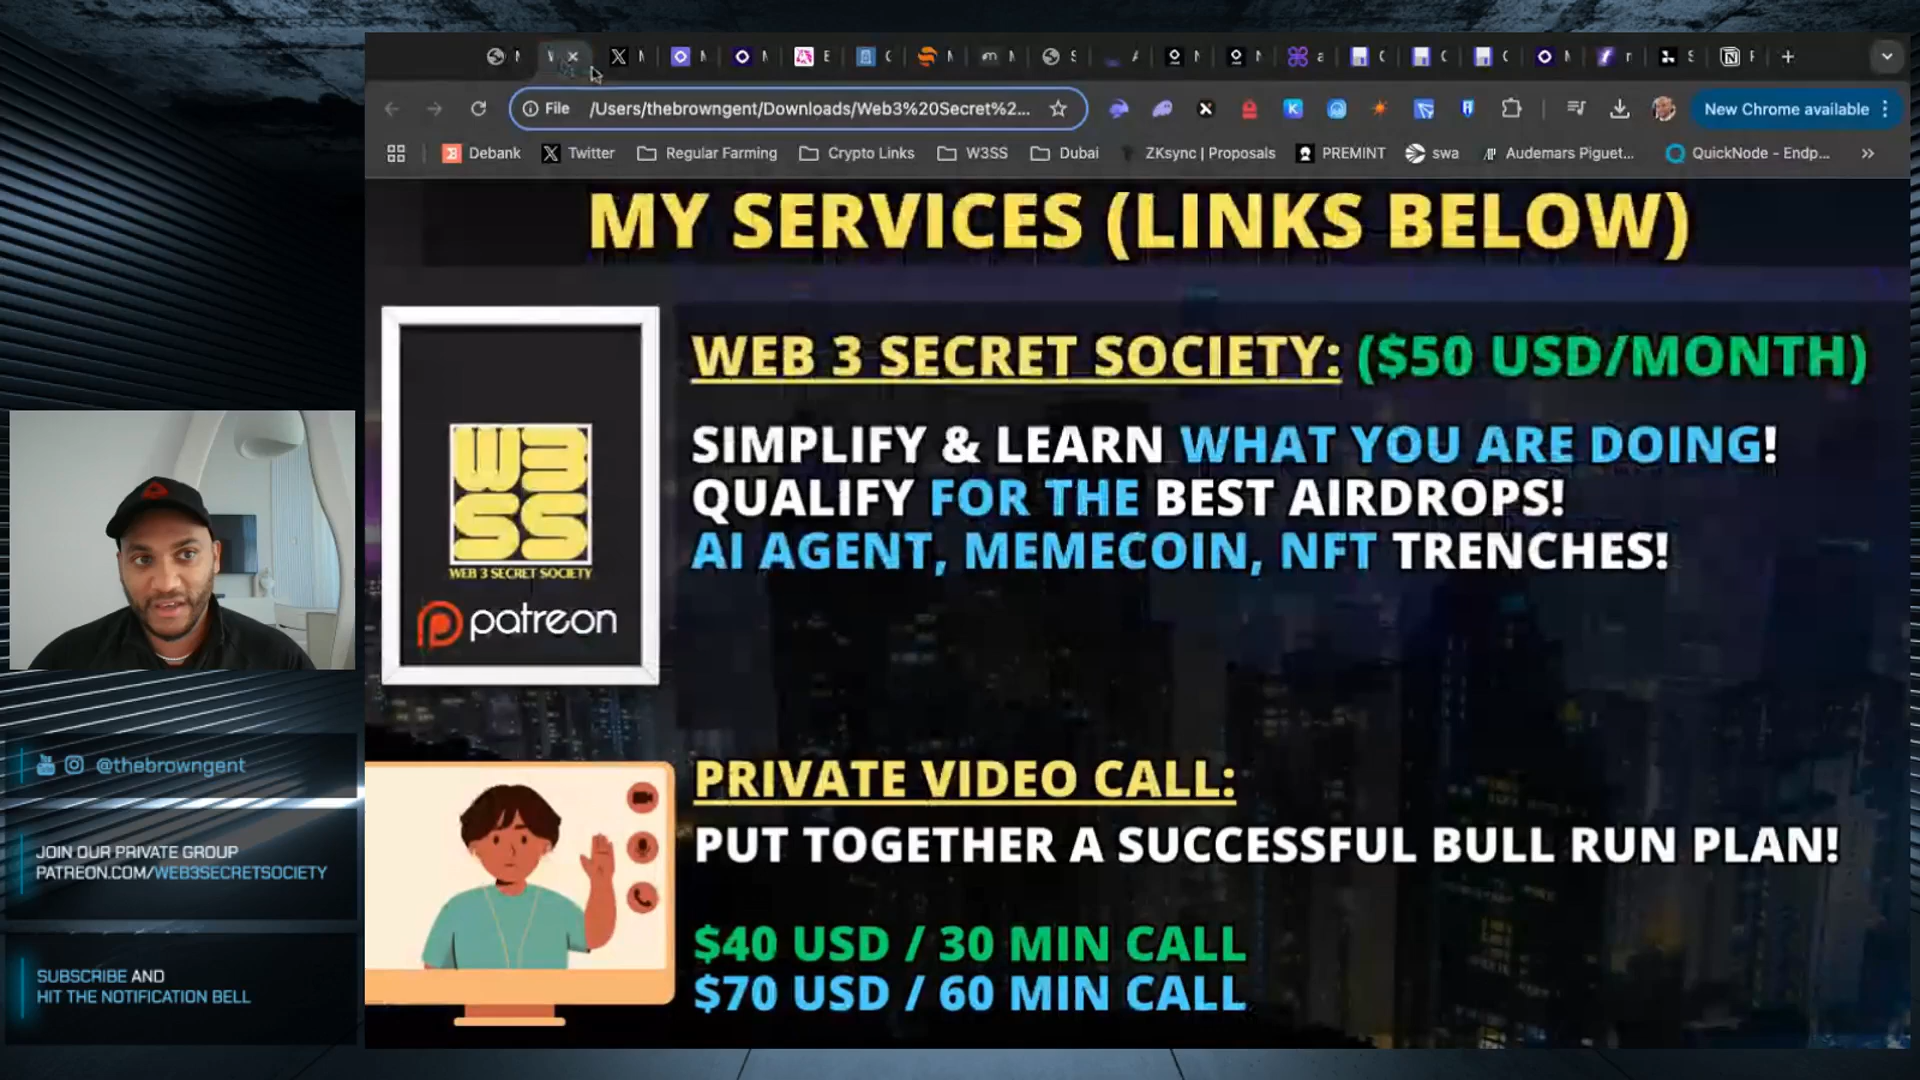 File /Users/thebrowngent/Downloads/Web3%20Secret%2...
New Chrome available
Debank Twitter Regular Farming Crypto Links W3SS Dubai ZKsync | Proposals PREMINT swa Audemars Piguet... QuickNode - Endp...
MY SERVICES (LINKS BELOW)
WEB 3 SECRET SOCIETY: ($50 USD/MONTH)
SIMPLIFY & LEARN WHAT YOU ARE DOING!
QUALIFY FOR THE BEST AIRDROPS!
AI AGENT, MEMECOIN, NFT TRENCHES!
W3
SS
WEB 3 SECRET SOCIETY
patreon
PRIVATE VIDEO CALL:
PUT TOGETHER A SUCCESSFUL BULL RUN PLAN!
$40 USD / 30 MIN CALL
$70 USD / 60 MIN CALL
@thebrowngent
JOIN OUR PRIVATE GROUP
PATREON.COM/WEB3SECRETSOCIETY
SUBSCRIBE AND
HIT THE NOTIFICATION BELL